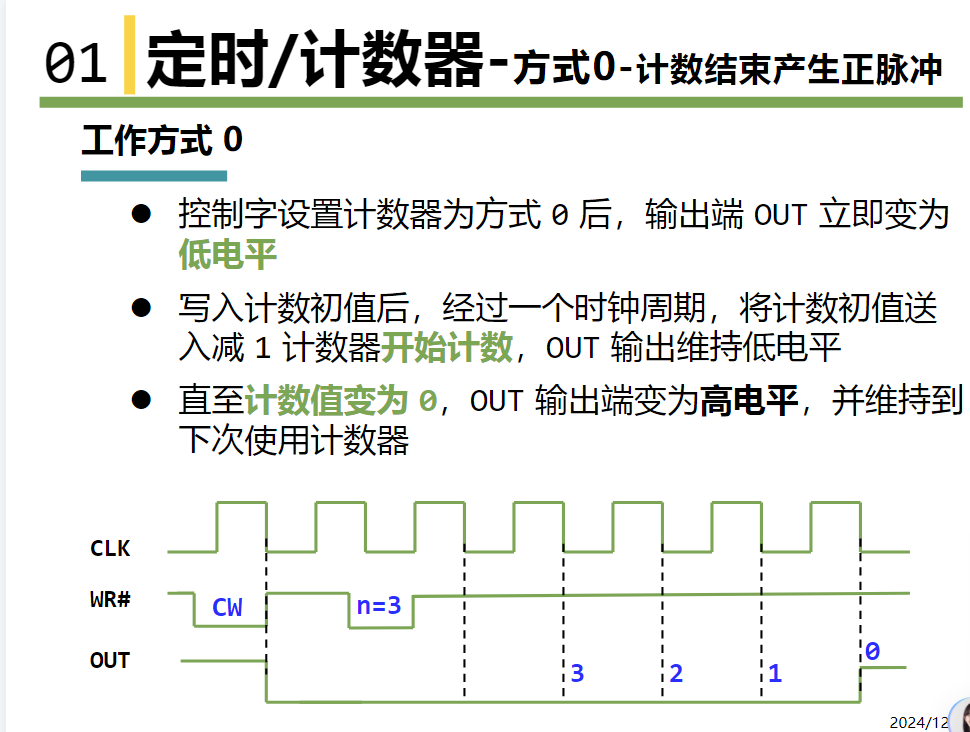 01 定时/计数器-方式0-计数结束产生正脉冲
工作方式 0
● 控制字设置计数器为方式 0 后，输出端 OUT 立即变为
低电平
● 写入计数初值后，经过一个时钟周期，将计数初值送
入减 1 计数器开始计数，OUT 输出维持低电平
● 直至计数值变为 0，OUT 输出端变为高电平，并维持到
下次使用计数器
CLK
WR# CW n=3
OUT 3 2 1 0
2024/12